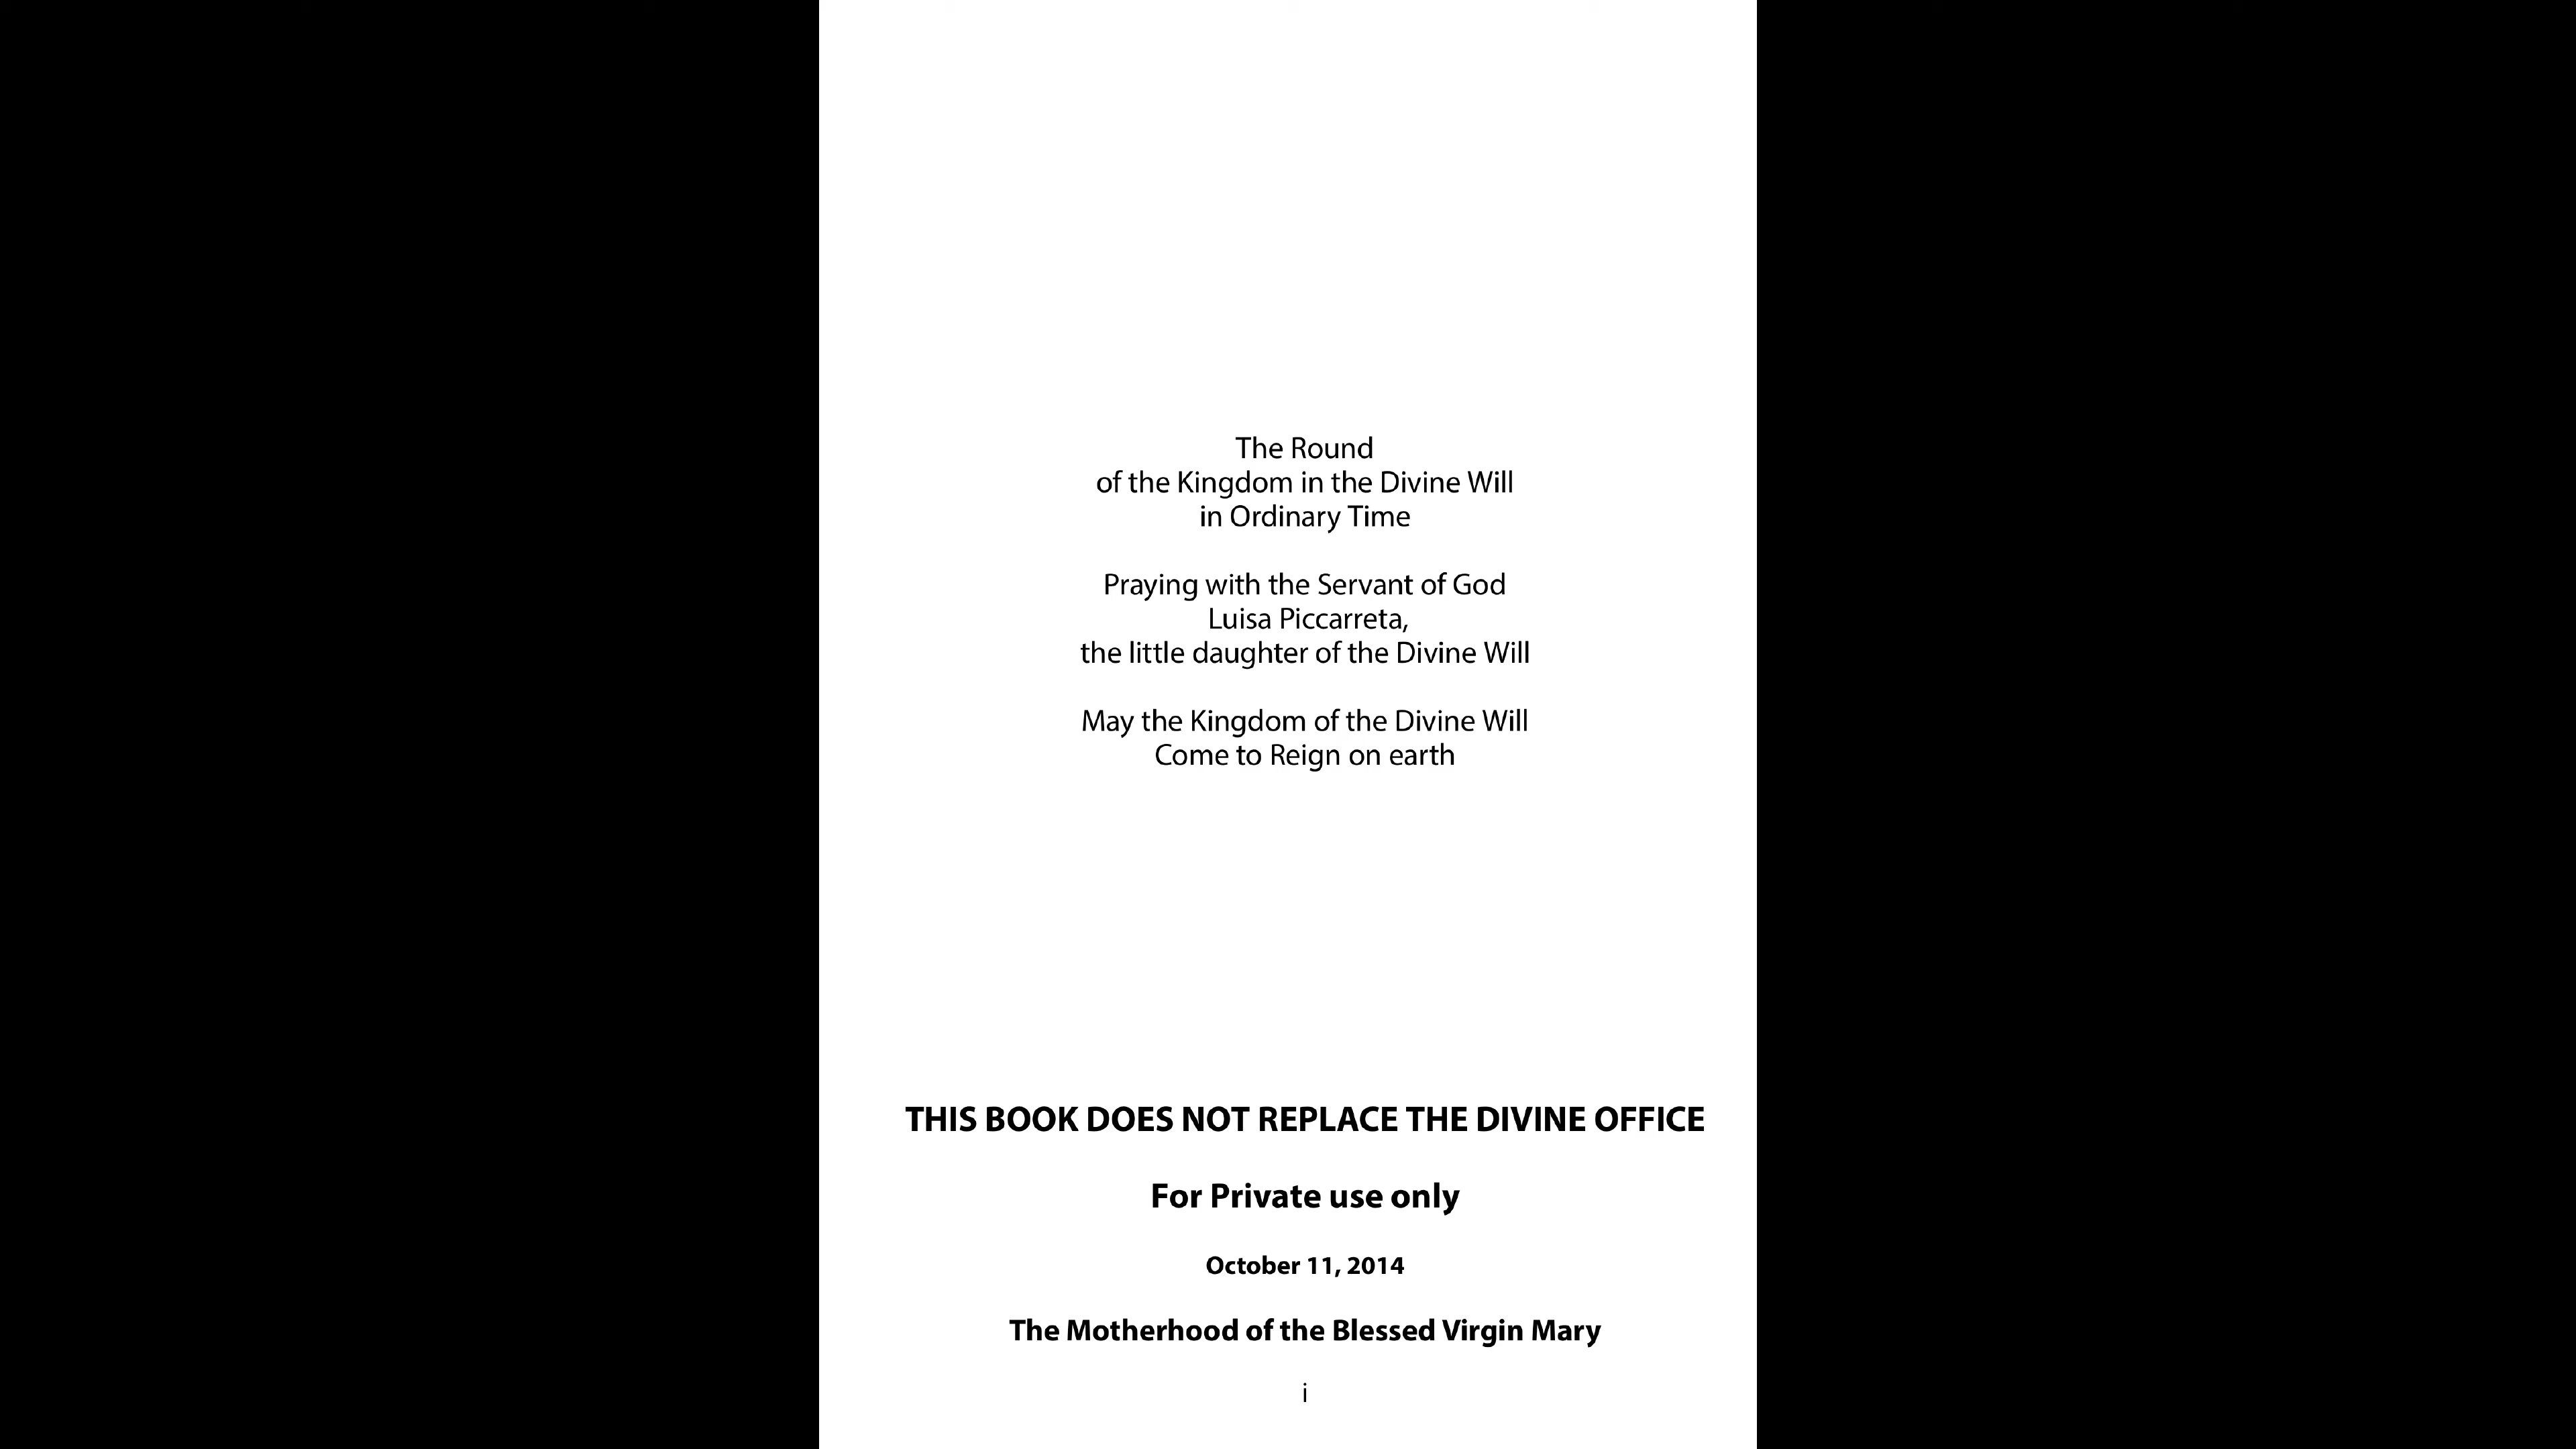 The Round
of the Kingdom in the Divine Will
in Ordinary Time
Praying with the Servant of God
Luisa Piccarreta,
the little daughter of the Divine Will
May the Kingdom of the Divine Will
Come to Reign on earth
THIS BOOK DOES NOT REPLACE THE DIVINE OFFICE
For Private use only
October 11, 2014
The Motherhood of the Blessed Virgin Mary
i